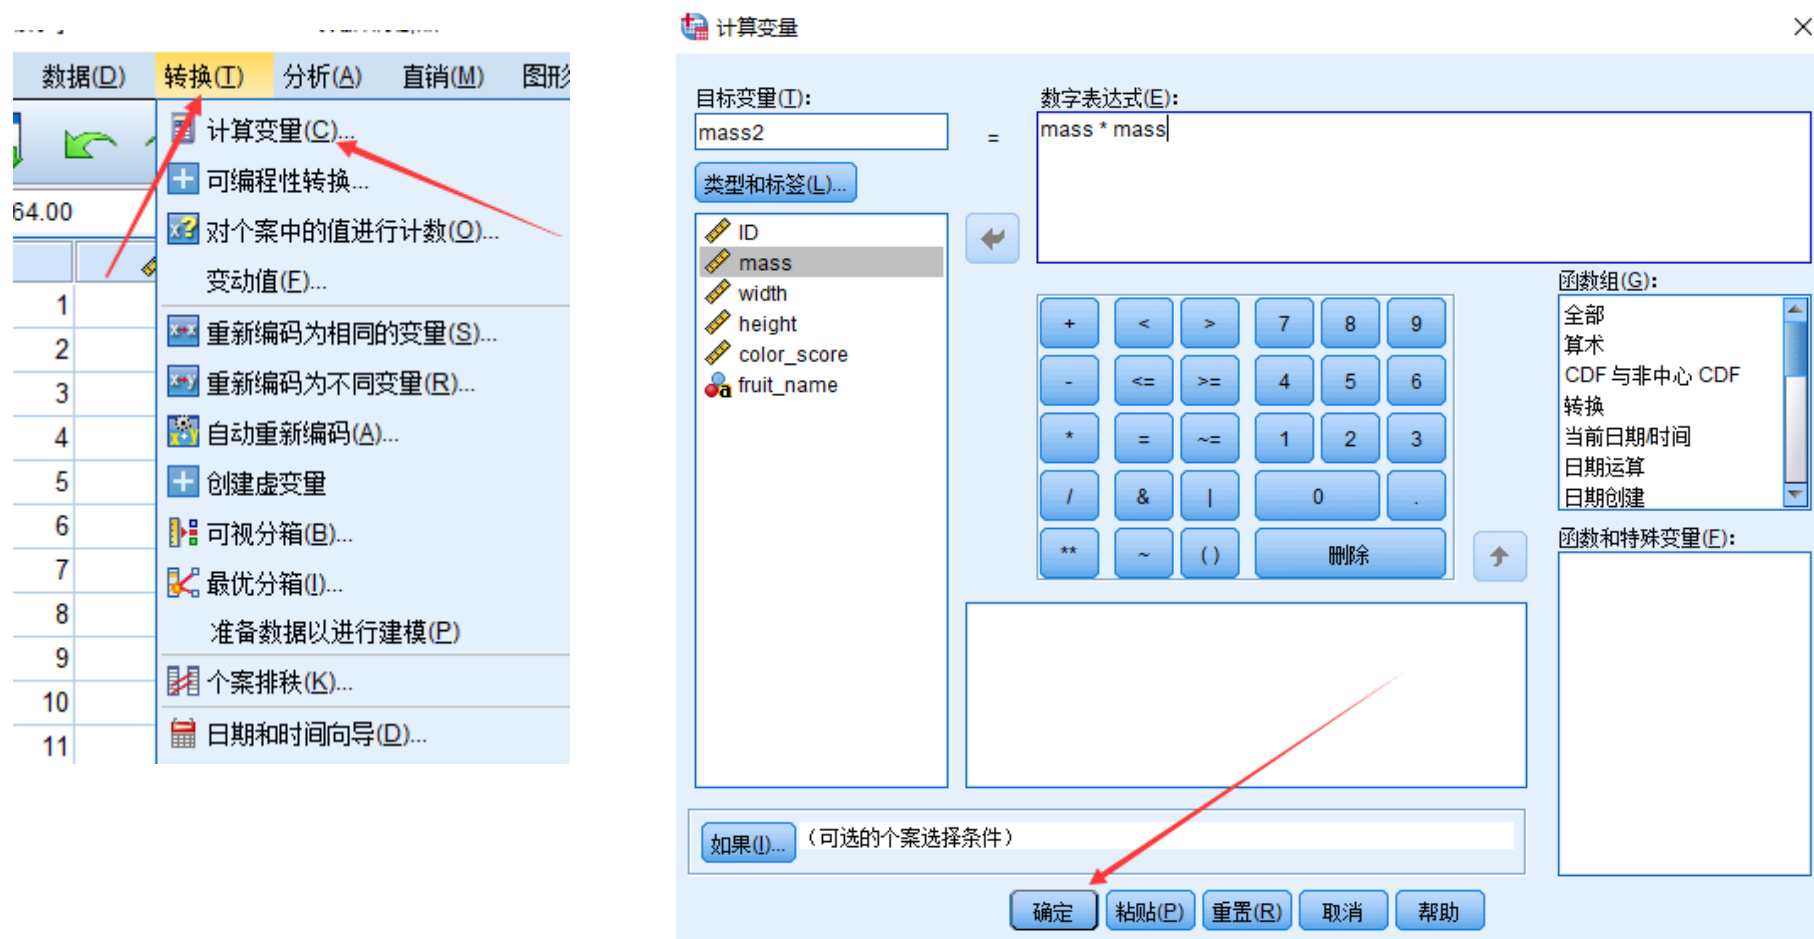 数据(D) 转换(T) 分析(A) 直销(M)
计算变量(C)...
可编程性转换...
64.00
对个案中的值进行计数(O)...
变动值(F)...
1
重新编码为相同的变量(S)...
2
重新编码为不同变量(R)...
3
自动重新编码(A)...
4
创建虚变量
5
可视分箱(B)...
6
最优分箱(I)...
7
准备数据以进行建模(P)
8
个案排秩(K)...
9
日期和时间向导(D)...
10
11
计算变量
目标变量(T):
mass2
=
数字表达式(E):
mass * mass
类型和标签(L)...
ID
mass
width
height
color_score
fruit_name
+ < > 7 8 9
- <= >= 4 5 6
* = ~= 1 2 3
/ & | 0 .
** ~ ( ) 删除
函数组(G):
全部
算术
CDF 与非中心 CDF
转换
当前日期/时间
日期运算
日期创建
函数和特殊变量(F):
如果(I)... （可选的个案选择条件）
确定 粘贴(P) 重置(R) 取消 帮助